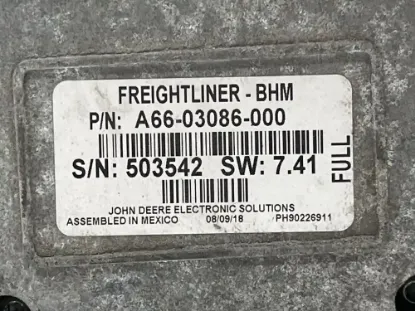 FREIGHTLINER - BHM
P/N: A66-03086-000
S/N: 503542 SW: 7.41
FULL
JOHN DEERE ELECTRONIC SOLUTIONS
ASSEMBLED IN MEXICO 08/09/18 PH90226911